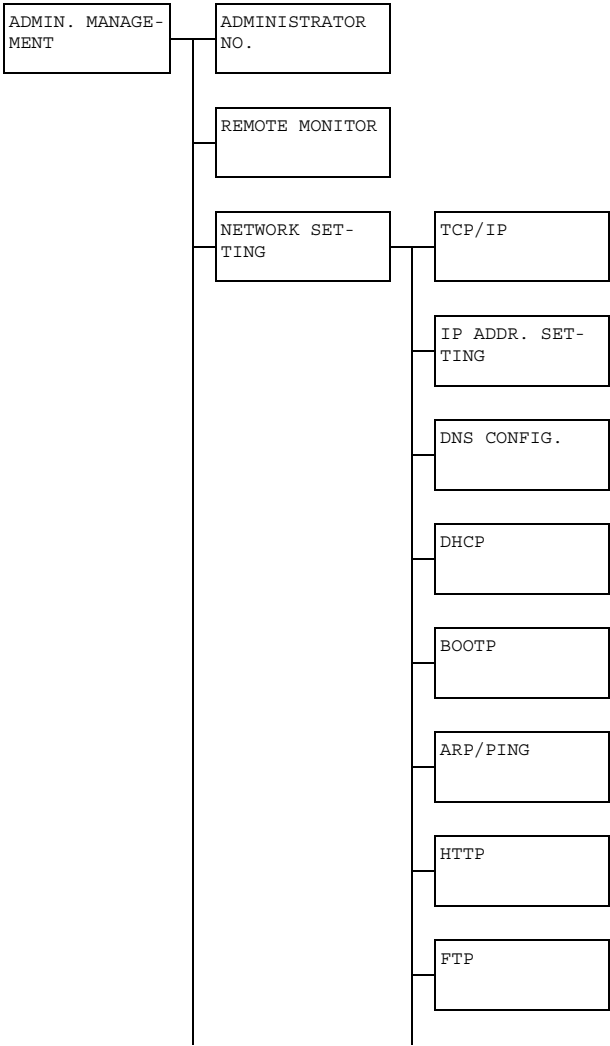 ADMIN. MANAGE-
MENT
ADMINISTRATOR
NO.
REMOTE MONITOR
NETWORK SET-
TING
TCP/IP
IP ADDR. SET-
TING
DNS CONFIG.
DHCP
BOOTP
ARP/PING
HTTP
FTP